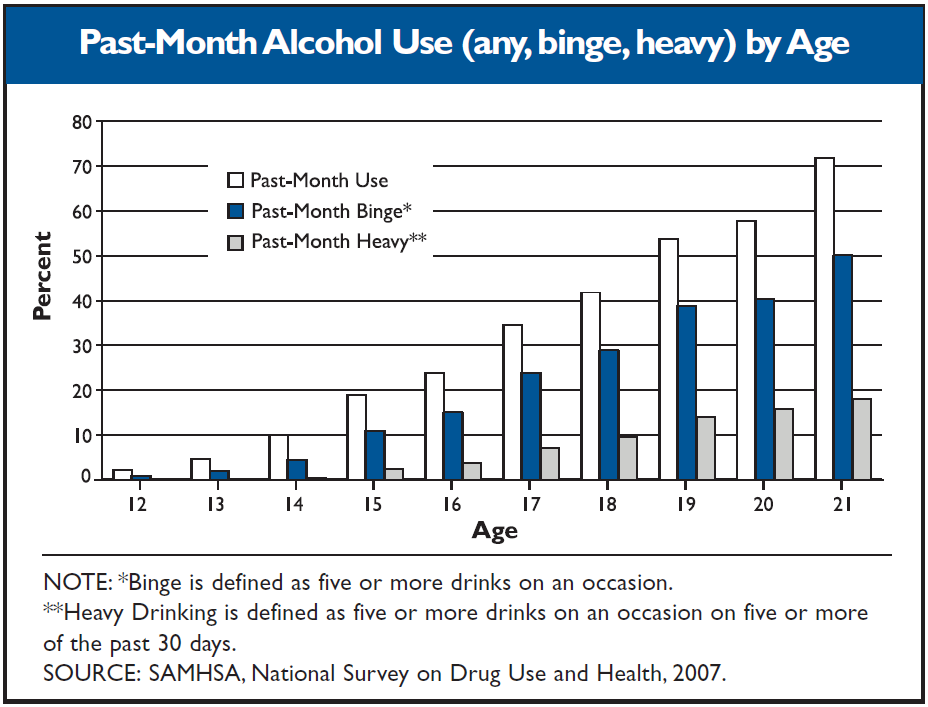 Past-Month Alcohol Use (any, binge, heavy) by Age
80
70
60
50
40
30
20
10
0
Percent
Past-Month Use
Past-Month Binge*
Past-Month Heavy**
12 13 14 15 16 17 18 19 20 21
Age
NOTE: *Binge is defined as five or more drinks on an occasion.
**Heavy Drinking is defined as five or more drinks on an occasion on five or more
of the past 30 days.
SOURCE: SAMHSA, National Survey on Drug Use and Health, 2007.